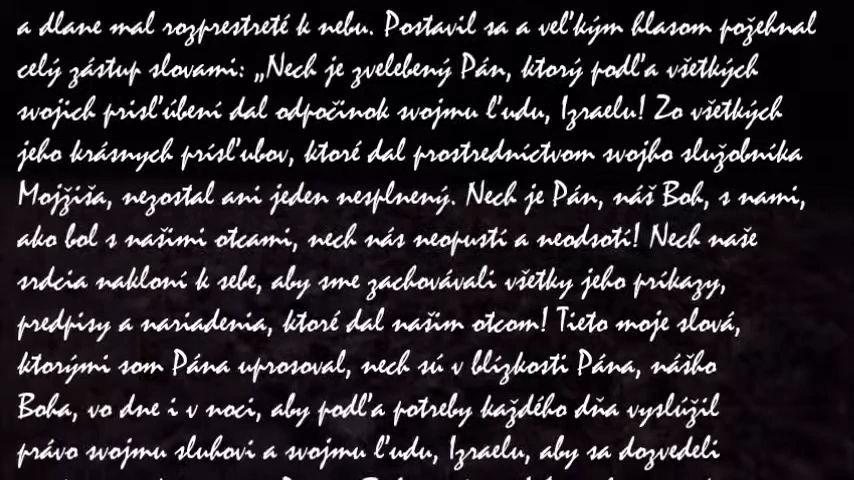 a dlane mal rozprestreté k nebu. Postavil sa a veľkým hlasom požehnal
celý zástup slovami: „Nech je zvelebený Pán, ktorý podľa všetkých
svojich prisľúbení dal odpočinok svojmu ľudu, Izraelu! Zo všetkých
jeho krásnych prísľubov, ktoré dal prostredníctvom svojho služobníka
Mojžiša, nezostal ani jeden nesplnený. Nech je Pán, náš Boh, s nami,
ako bol s našimi otcami, nech nás neopustí a neodsotí! Nech naše
srdcia nakloní k sebe, aby sme zachovávali všetky jeho príkazy,
predpisy a nariadenia, ktoré dal našim otcom! Tieto moje slová,
ktorými som Pána uprosoval, nech sú v blízkosti Pána, nášho
Boha, vo dne i v noci, aby podľa potreby každého dňa vyslúžil
právo svojmu sluhovi a svojmu ľudu, Izraelu, aby sa dozvedeli